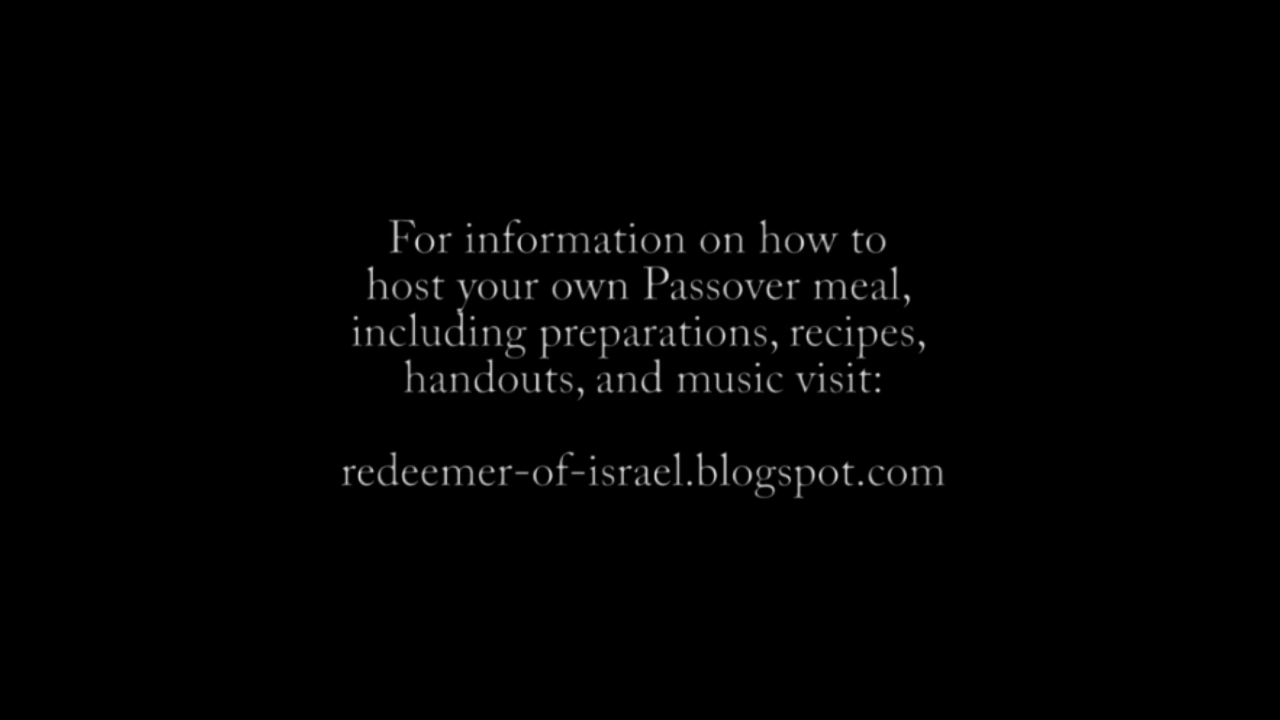 For information on how to
host your own Passover meal,
including preparations, recipes,
handouts, and music visit:
redeemer-of-israel.blogspot.com